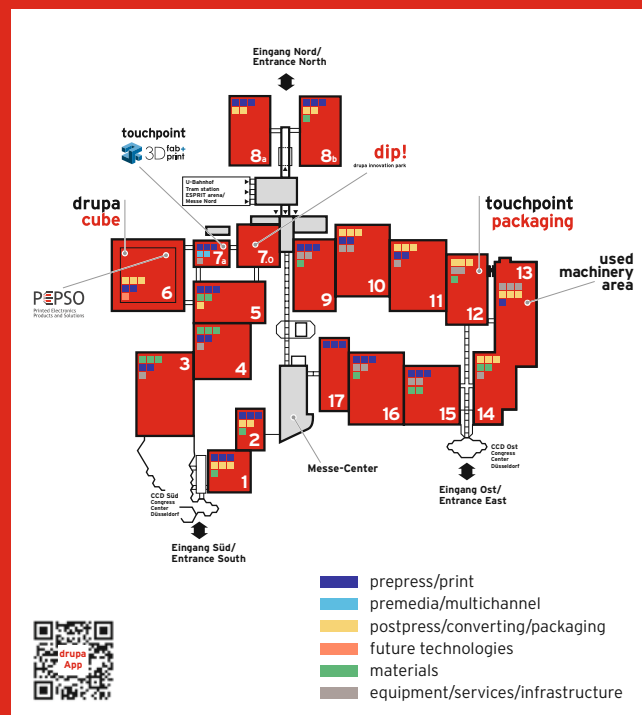 Eingang Nord/
Entrance North
8a
8b
touchpoint
3D fab+
print
dip!
drupa innovation park
U-Bahnhof
Tram station
ESPRIT arena/
Messe Nord
drupa
cube
touchpoint
packaging
used
machinery
area
PEPSO
Printed Electronics
Products and Solutions
6
7a
7.0
9
10
11
12
13
5
4
3
2
1
17
16
15
14
Messe-Center
CCD Ost
Congress
Center
Düsseldorf
Eingang Ost/
Entrance East
CCD Süd
Congress
Center
Düsseldorf
Eingang Süd/
Entrance South
prepress/print
premedia/multichannel
postpress/converting/packaging
future technologies
materials
equipment/services/infrastructure
drupa
App